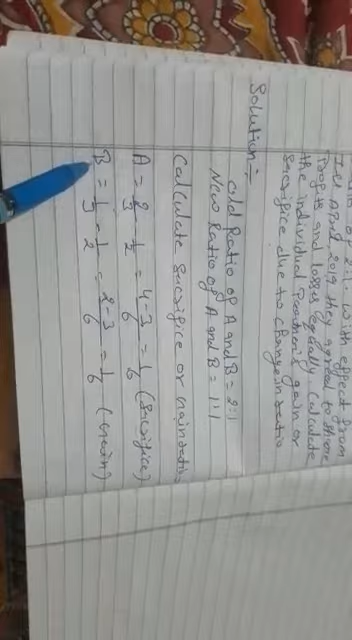 of 2:1. With effect from
1st April, 2019 they agreed to share
Profit and losses equally. Calculate
the individual Partner's gain or
Sacrifice due to change in ratio
Solution:-
Old Ratio of A and B = 2:1
New Ratio of A and B = 1:1
Calculate Sacrifice or Gain
A = 2/3 - 1/2 = 4-3/6 = 1/6 (Sacrifice)
B = 1/3 - 1/2 = 2-3/6 = 1/6 (Gain)